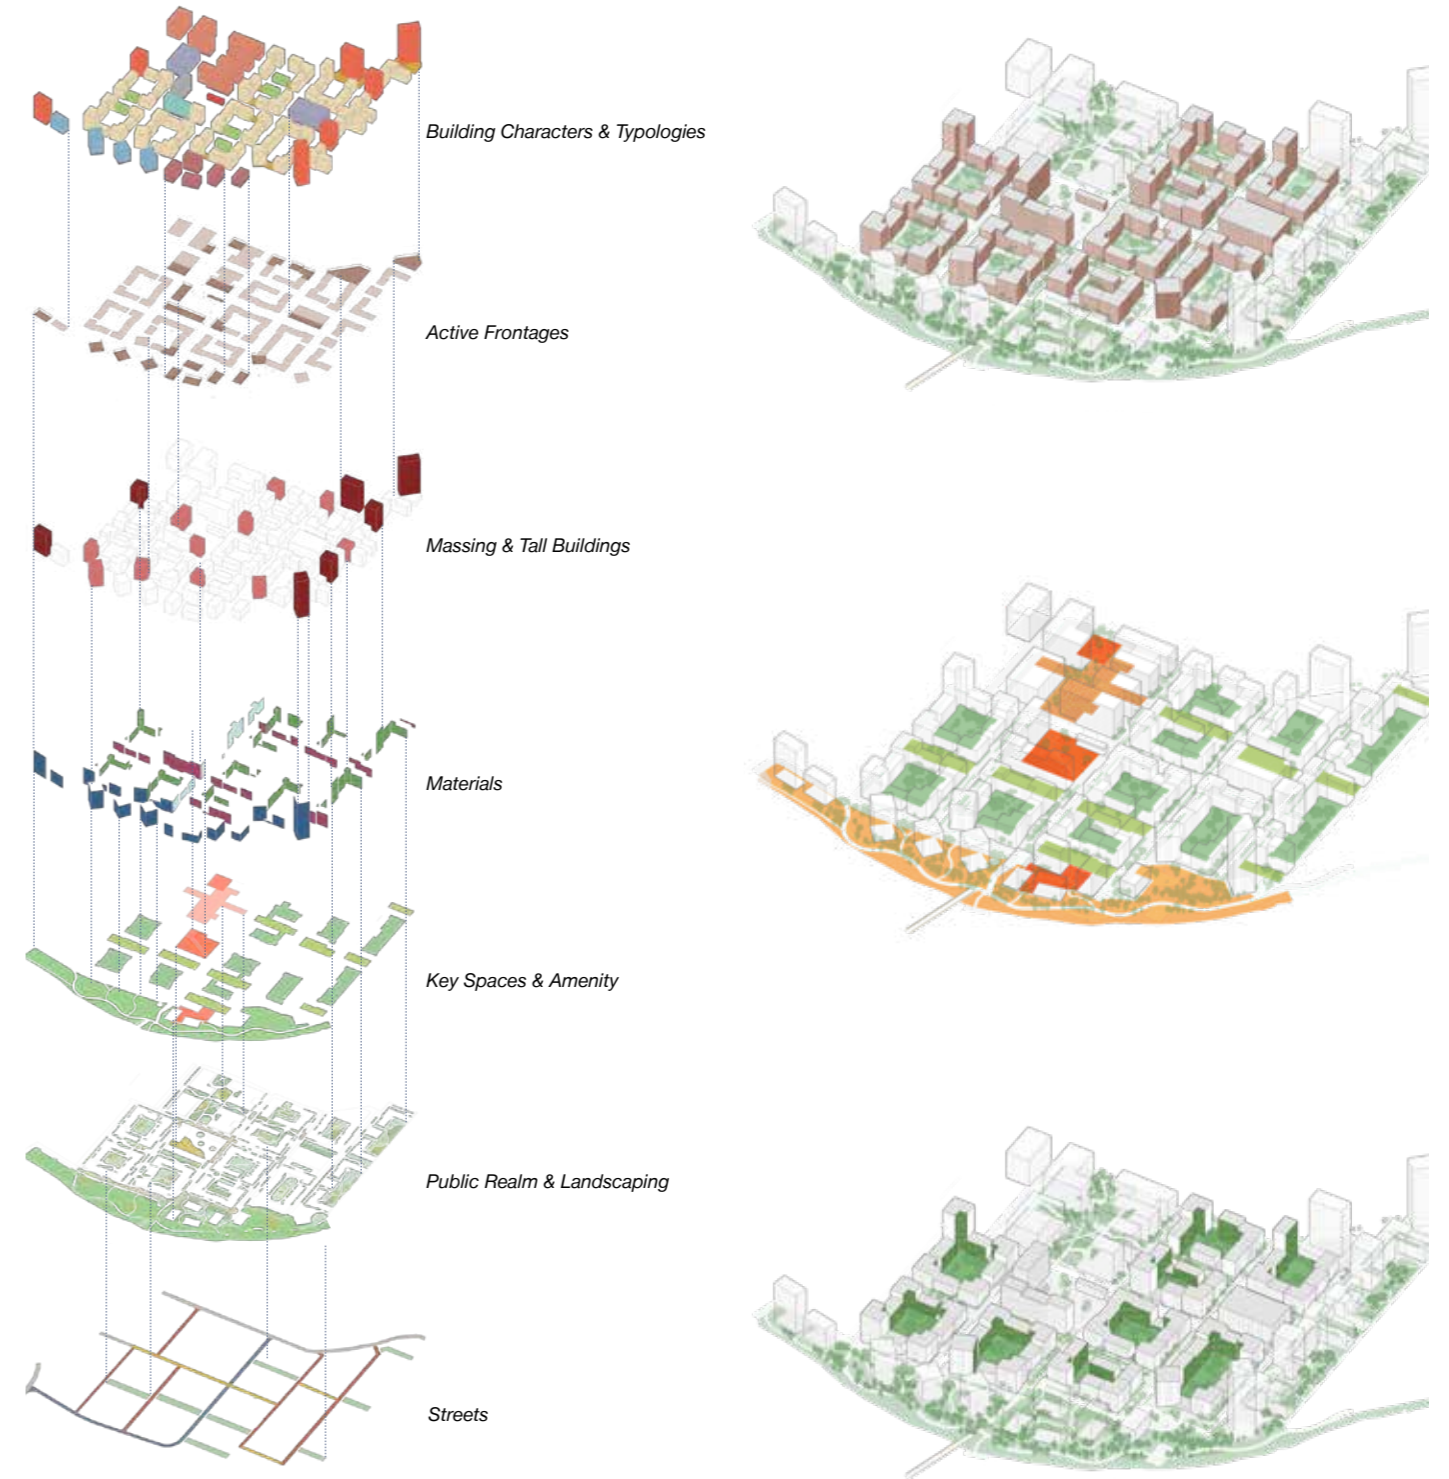 Building Characters & Typologies
Active Frontages
Massing & Tall Buildings
Materials
Key Spaces & Amenity
Public Realm & Landscaping
Streets